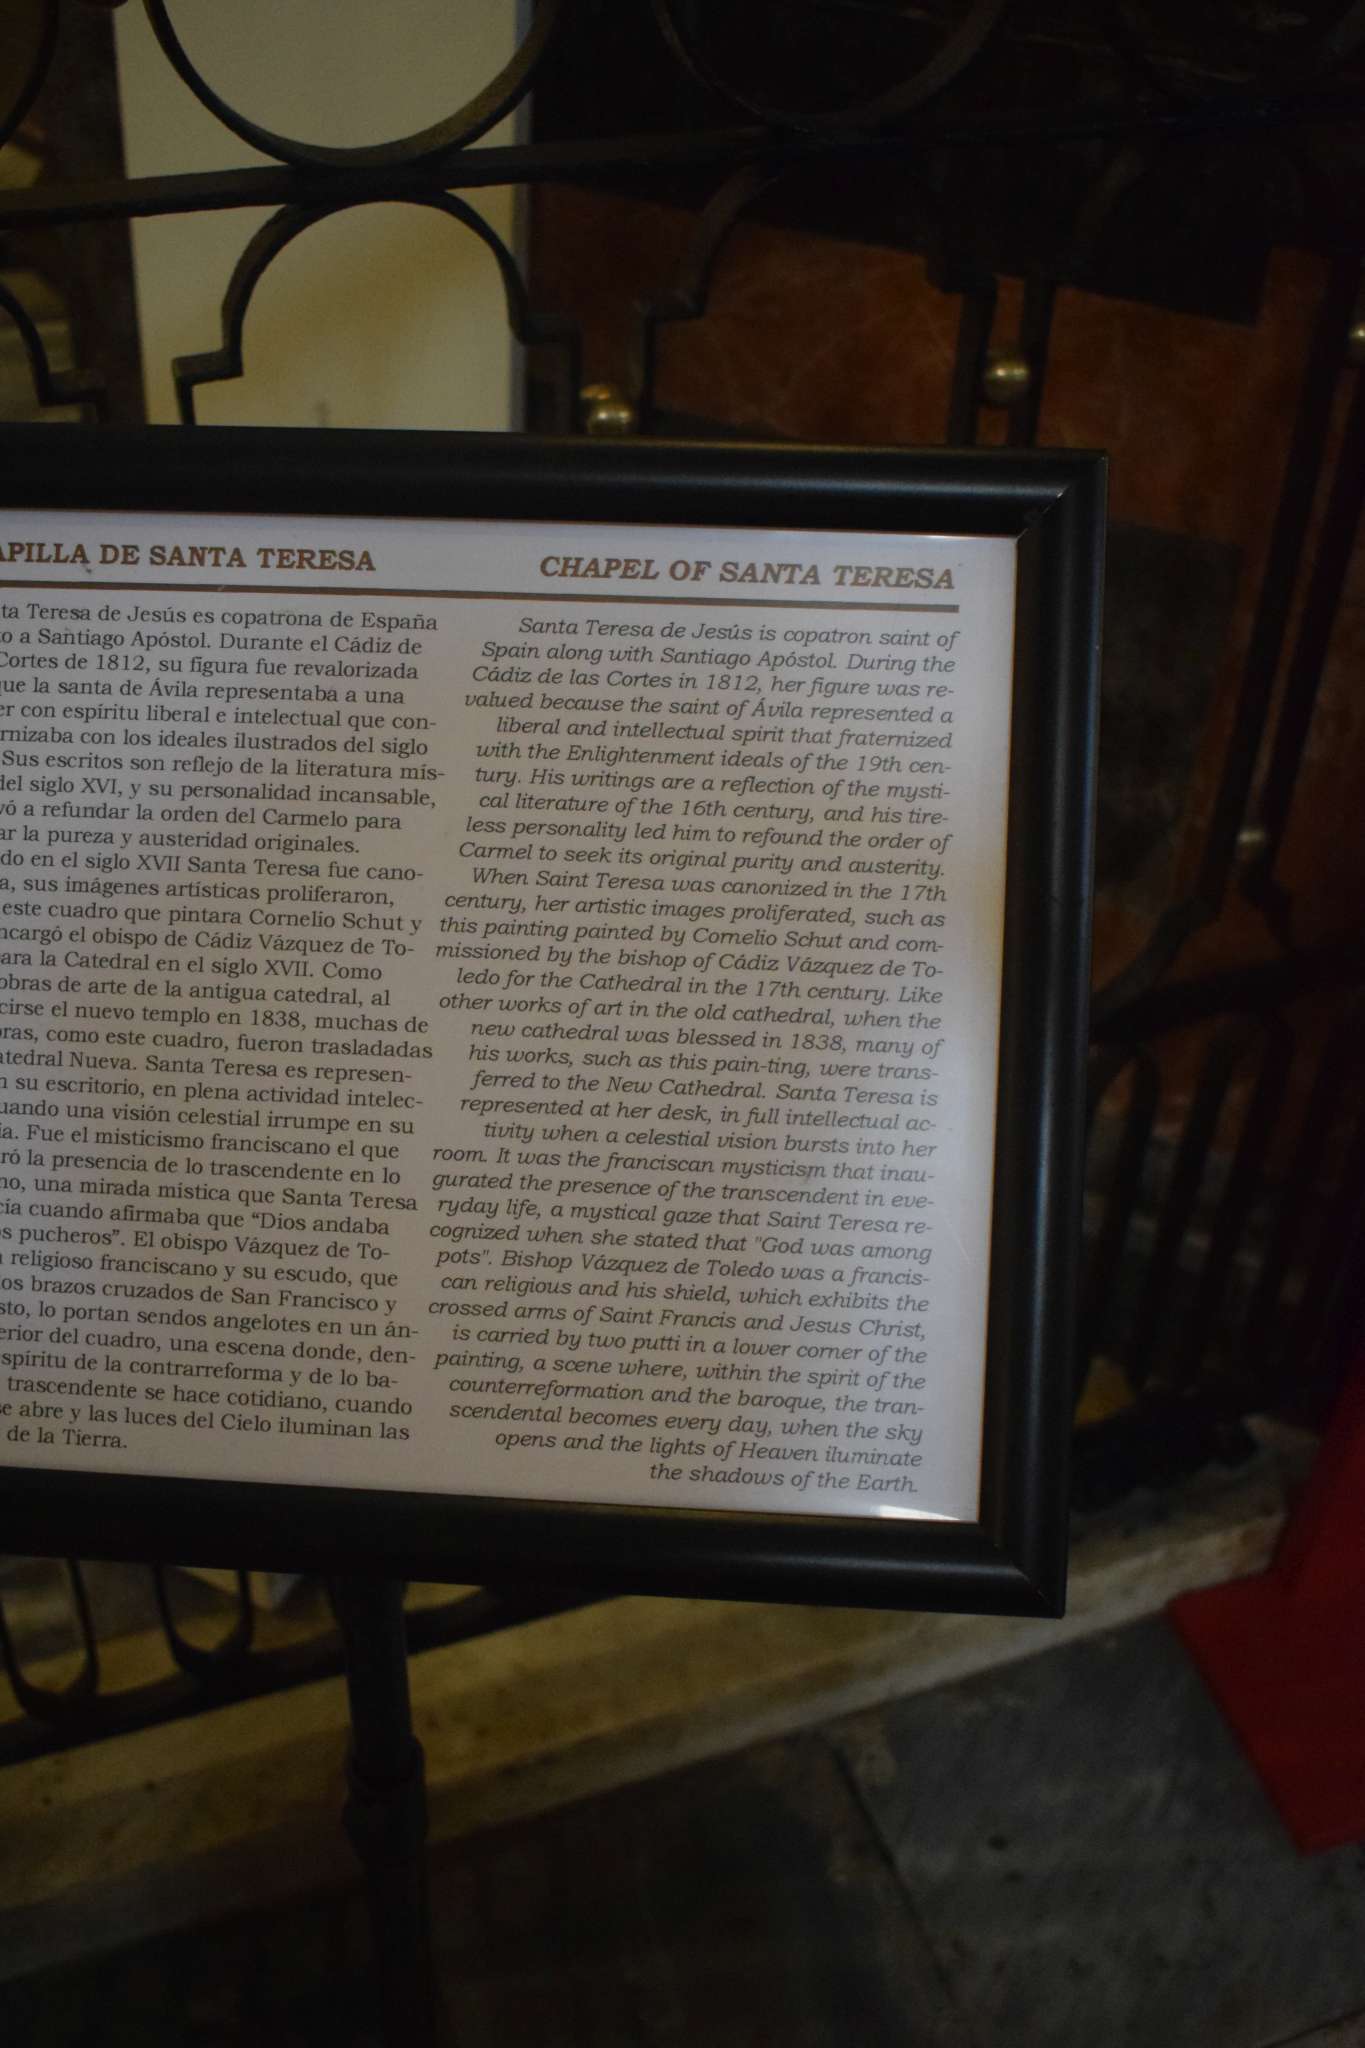 APILLA DE SANTA TERESA
ta Teresa de Jesús es copatrona de España
o a Santiago Apóstol. Durante el Cádiz de
Cortes de 1812, su figura fue revalorizada
que la santa de Ávila representaba a una
er con espíritu liberal e intelectual que con-
rnizaba con los ideales ilustrados del siglo
Sus escritos son reflejo de la literatura mís-
del siglo XVI, y su personalidad incansable,
vó a refundar la orden del Carmelo para
ar la pureza y austeridad originales.
do en el siglo XVII Santa Teresa fue cano-
a, sus imágenes artísticas proliferaron,
este cuadro que pintara Cornelio Schut y
ncargó el obispo de Cádiz Vázquez de To-
ara la Catedral en el siglo XVII. Como
obras de arte de la antigua catedral, al
cirse el nuevo templo en 1838, muchas de
bras, como este cuadro, fueron trasladadas
atedral Nueva. Santa Teresa es represen-
n su escritorio, en plena actividad intelec-
uando una visión celestial irrumpe en su
ia. Fue el misticismo franciscano el que
ró la presencia de lo trascendente en lo
no, una mirada mística que Santa Teresa
cía cuando afirmaba que “Dios andaba
os pucheros”. El obispo Vázquez de To-
a religioso franciscano y su escudo, que
los brazos cruzados de San Francisco y
sto, lo portan sendos angelotes en un án-
erior del cuadro, una escena donde, den-
spíritu de la contrarreforma y de lo ba-
trascendente se hace cotidiano, cuando
se abre y las luces del Cielo iluminan las
de la Tierra.
CHAPEL OF SANTA TERESA
Santa Teresa de Jesús is copatron saint of
Spain along with Santiago Apóstol. During the
Cádiz de las Cortes in 1812, her figure was re-
valued because the saint of Ávila represented a
liberal and intellectual spirit that fraternized
with the Enlightenment ideals of the 19th cen-
tury. His writings are a reflection of the mysti-
cal literature of the 16th century, and his tire-
less personality led him to refound the order of
Carmel to seek its original purity and austerity.
When Saint Teresa was canonized in the 17th
century, her artistic images proliferated, such as
this painting painted by Cornelio Schut and com-
missioned by the bishop of Cádiz Vázquez de To-
ledo for the Cathedral in the 17th century. Like
other works of art in the old cathedral, when the
new cathedral was blessed in 1838, many of
his works, such as this pain-ting, were trans-
ferred to the New Cathedral. Santa Teresa is
represented at her desk, in full intellectual ac-
tivity when a celestial vision bursts into her
room. It was the franciscan mysticism that inau-
gurated the presence of the transcendent in eve-
ryday life, a mystical gaze that Saint Teresa re-
cognized when she stated that "God was among
pots". Bishop Vázquez de Toledo was a francis-
can religious and his shield, which exhibits the
crossed arms of Saint Francis and Jesus Christ,
is carried by two putti in a lower corner of the
painting, a scene where, within the spirit of the
counterreformation and the baroque, the tran-
scendental becomes every day, when the sky
opens and the lights of Heaven iluminate
the shadows of the Earth.